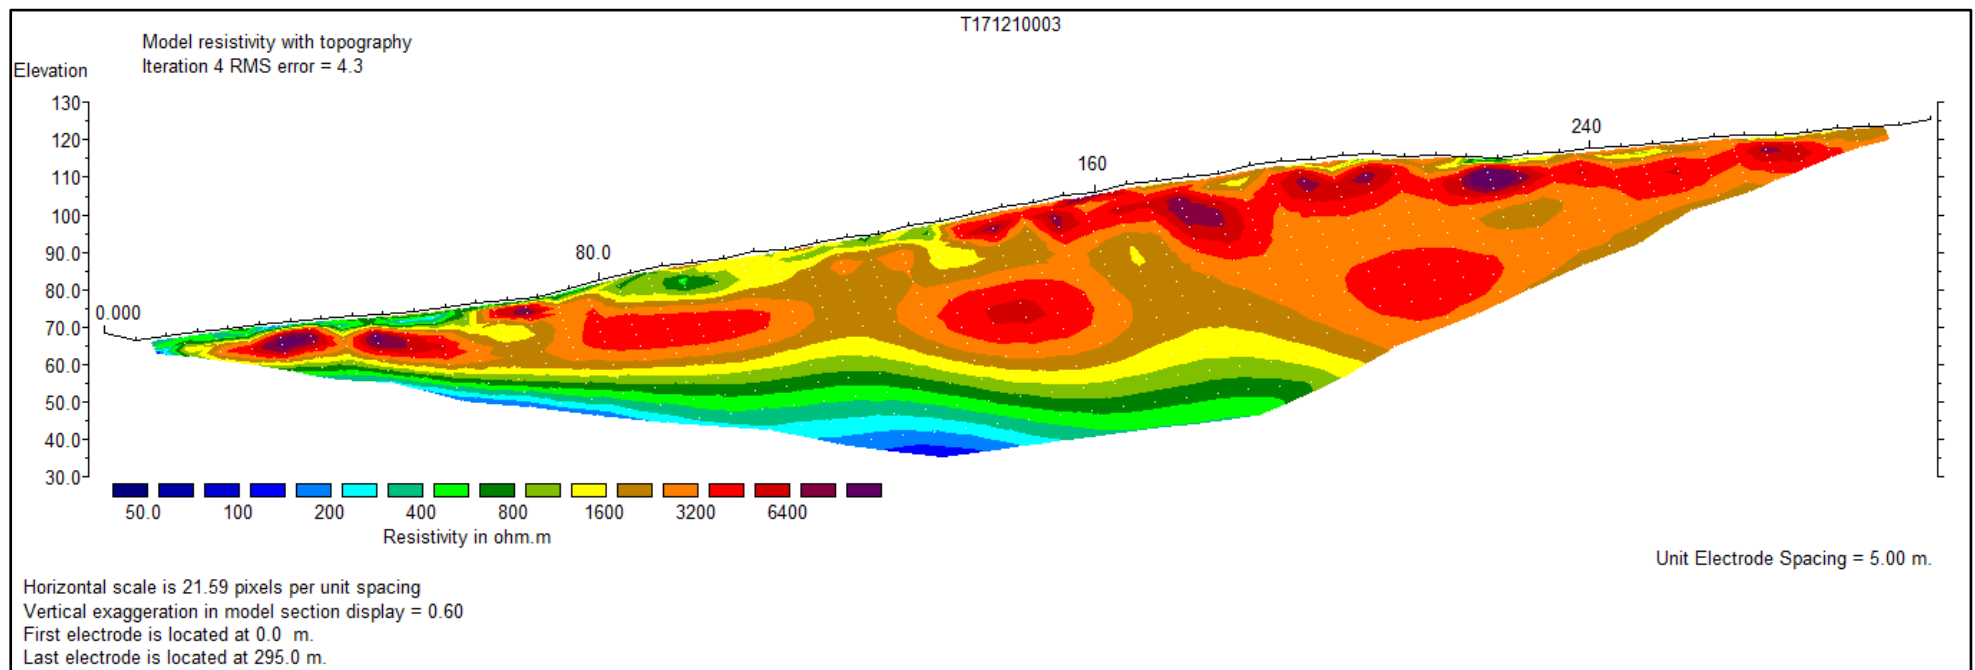 T171210003
Model resistivity with topography
Iteration 4 RMS error = 4.3
Elevation
130
120
110
100
90.0
80.0
70.0
60.0
50.0
40.0
30.0
0.000
80.0
160
240
50.0 100 200 400 800 1600 3200 6400
Resistivity in ohm.m
Unit Electrode Spacing = 5.00 m.
Horizontal scale is 21.59 pixels per unit spacing
Vertical exaggeration in model section display = 0.60
First electrode is located at 0.0 m.
Last electrode is located at 295.0 m.